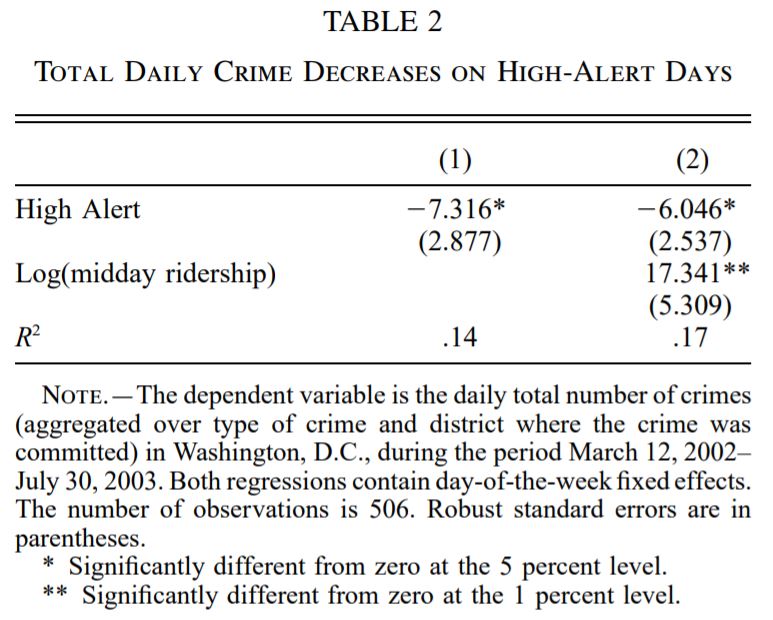 TABLE 2
TOTAL DAILY CRIME DECREASES ON HIGH-ALERT DAYS
(1) (2)
High Alert −7.316* −6.046*
(2.877) (2.537)
Log(midday ridership) 17.341**
(5.309)
R² .14 .17
NOTE.—The dependent variable is the daily total number of crimes
(aggregated over type of crime and district where the crime was
committed) in Washington, D.C., during the period March 12, 2002–
July 30, 2003. Both regressions contain day-of-the-week fixed effects.
The number of observations is 506. Robust standard errors are in
parentheses.
* Significantly different from zero at the 5 percent level.
** Significantly different from zero at the 1 percent level.